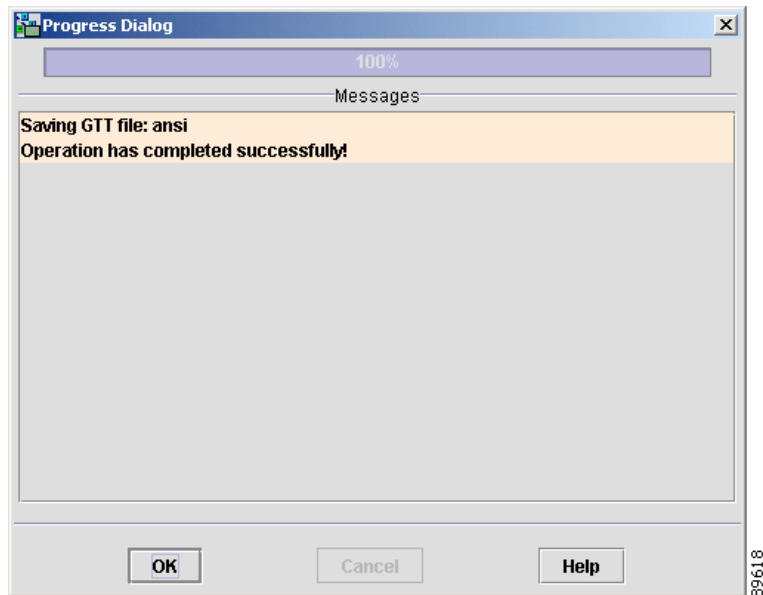 Progress Dialog
100%
Messages
Saving GTT file: ansi
Operation has completed successfully!
OK
Cancel
Help
89618